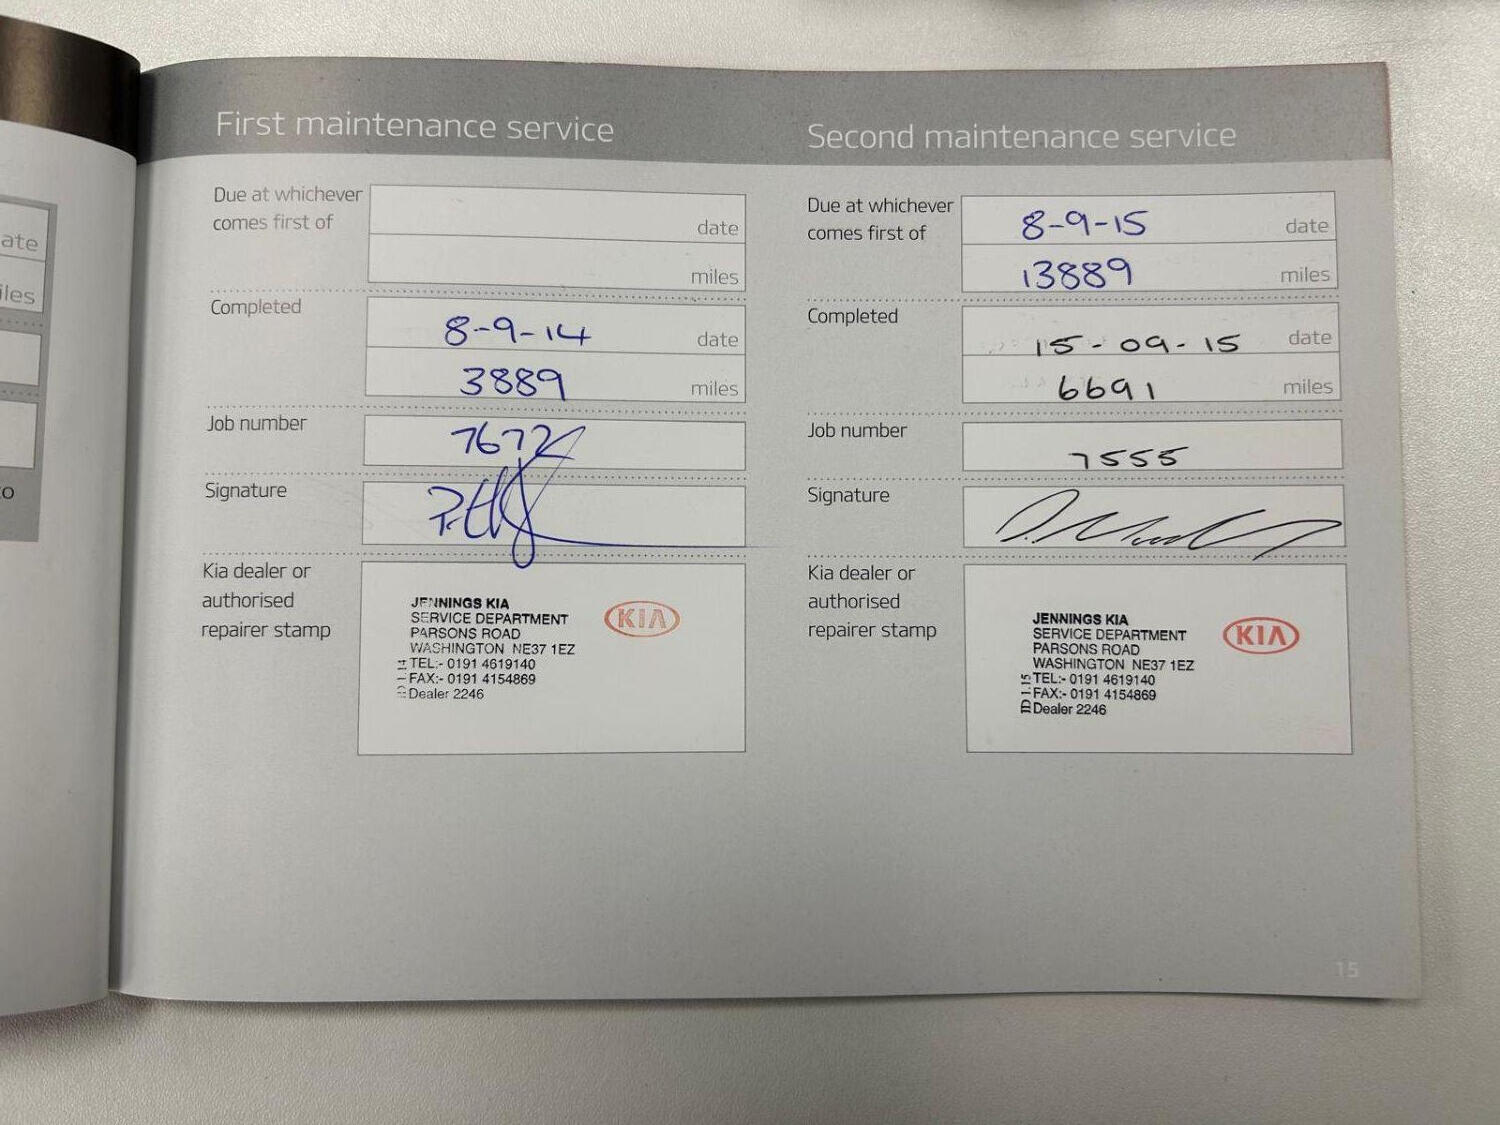 ate
iles
o
First maintenance service
Due at whichever
comes first of
date
miles
Completed
8-9-14 date
3889 miles
Job number
7672
Signature
Kia dealer or
authorised
repairer stamp
JENNINGS KIA
SERVICE DEPARTMENT
PARSONS ROAD
WASHINGTON NE37 1EZ
TEL:- 0191 4619140
FAX:- 0191 4154869
Dealer 2246
KIA
Second maintenance service
Due at whichever
comes first of
8-9-15 date
13889 miles
Completed
15-09-15 date
6691 miles
Job number
7555
Signature
Kia dealer or
authorised
repairer stamp
JENNINGS KIA
SERVICE DEPARTMENT
PARSONS ROAD
WASHINGTON NE37 1EZ
TEL:- 0191 4619140
FAX:- 0191 4154869
Dealer 2246
KIA
15